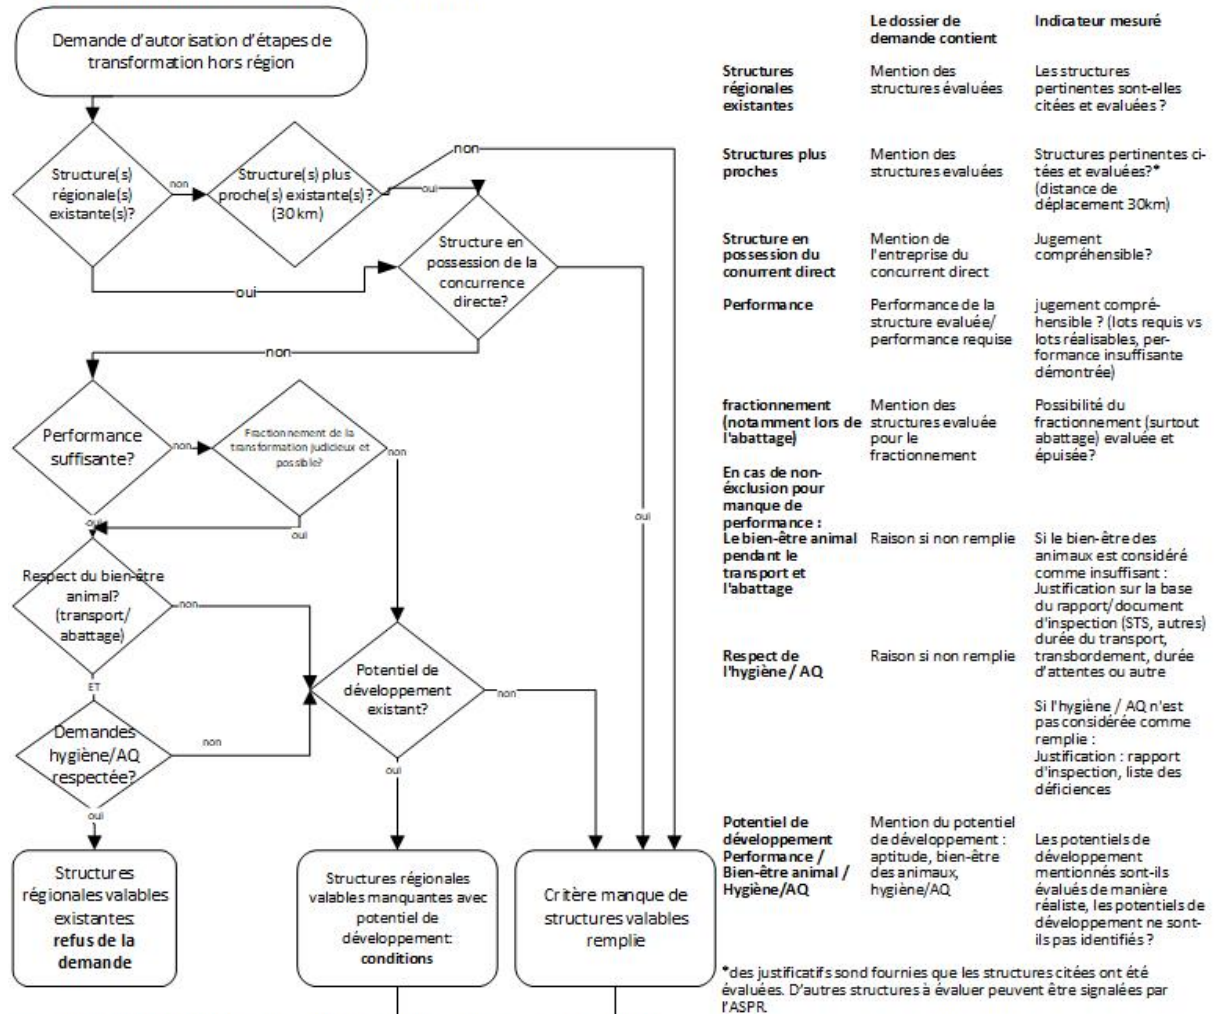 Demande d'autorisation d'étapes de
transformation hors région
Structure(s)
régionale(s)
existante(s)?
non
Structure(s) plus
proche(s) existante(s)?
(30 km)
non
oui
oui
Structure en
possession de la
concurrence
directe?
non
oui
Performance
suffisante?
non
Fractionnement de la
transformation judicieux et
possible?
non
oui
oui
Respect du bien-être
animal?
(transport/
abattage)
non
ET
Demandes
hygiène/AQ
respectée?
non
oui
Potentiel de
développement
existant?
non
oui
Structures
régionales valables
existantes:
refus de la
demande
Structures régionales
valables manquantes avec
potentiel de
développement:
conditions
Critère manque de
structures valables
remplie
Le dossier de
demande contient
Indicateur mesuré
Structures
régionales
existantes
Mention des
structures évaluées
Les structures
pertinentes sont-elles
citées et evaluées ?
Structures plus
proches
Mention des
structures evaluées
Structures pertinentes ci-
tées et evaluées?*
(distance de
déplacement 30km)
Structure en
possession du
conurrent direct
Mention de
l'entreprise du
concurrent direct
Jugement
compréhensible?
Performance
Performance de la
structure evaluée/
performance requise
jugement compré-
hensible ? (lots requis vs
lots réalisables, per-
formance insuffisante
démontrée)
fractionnement
(notamment lors de
l'abattage)
Mention des
structures evaluée
pour le
fractionnement
Possibilité du
fractionnement (surtout
abattage) evaluée et
épuisée?
En cas de non-
éxclusion pour
manque de
performance :
Le bien-être animal
pendant le
transport et
l'abattage
Raison si non remplie
Si le bien-être des
animaux est considéré
comme insuffisant :
Justification sur la base
du rapport/document
d'inspection (STS, autres)
durée du transport,
transbordement, durée
d'attentes ou autre
Respect de
l'hygiène / AQ
Raison si non remplie
Si l'hygiène / AQ n'est
pas considérée comme
remplie :
Justification : rapport
d'inspection, liste des
déficiences
Potentiel de
développement
Performance /
Bien-être animal /
Hygiène/AQ
Mention du potentiel
de développement :
aptitude, bien-être
des animaux,
hygiène/AQ
Les potentiels de
développement
mentionnés sont-ils
évalués de manière
réaliste, les potentiels de
développement ne sont-
ils pas identifiés ?
*des justificatifs sond fournies que les structures citées ont été
évaluées. D'autres structures à évaluer peuvent être signalées par
l'ASPR.